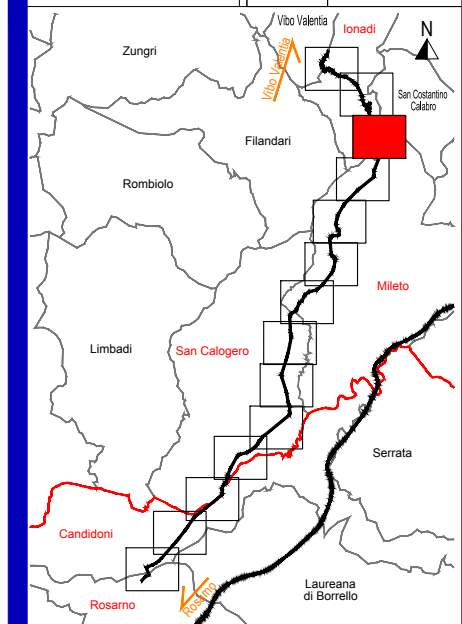 Vibo Valentia
Ionadi
N
Zungri
Vibo Valentia
San Costantino
Calabro
Filandari
Rombiolo
Mileto
Limbadi
San Calogero
Serrata
Candidoni
Laureana
di Borrello
Rosarno
Rosarno